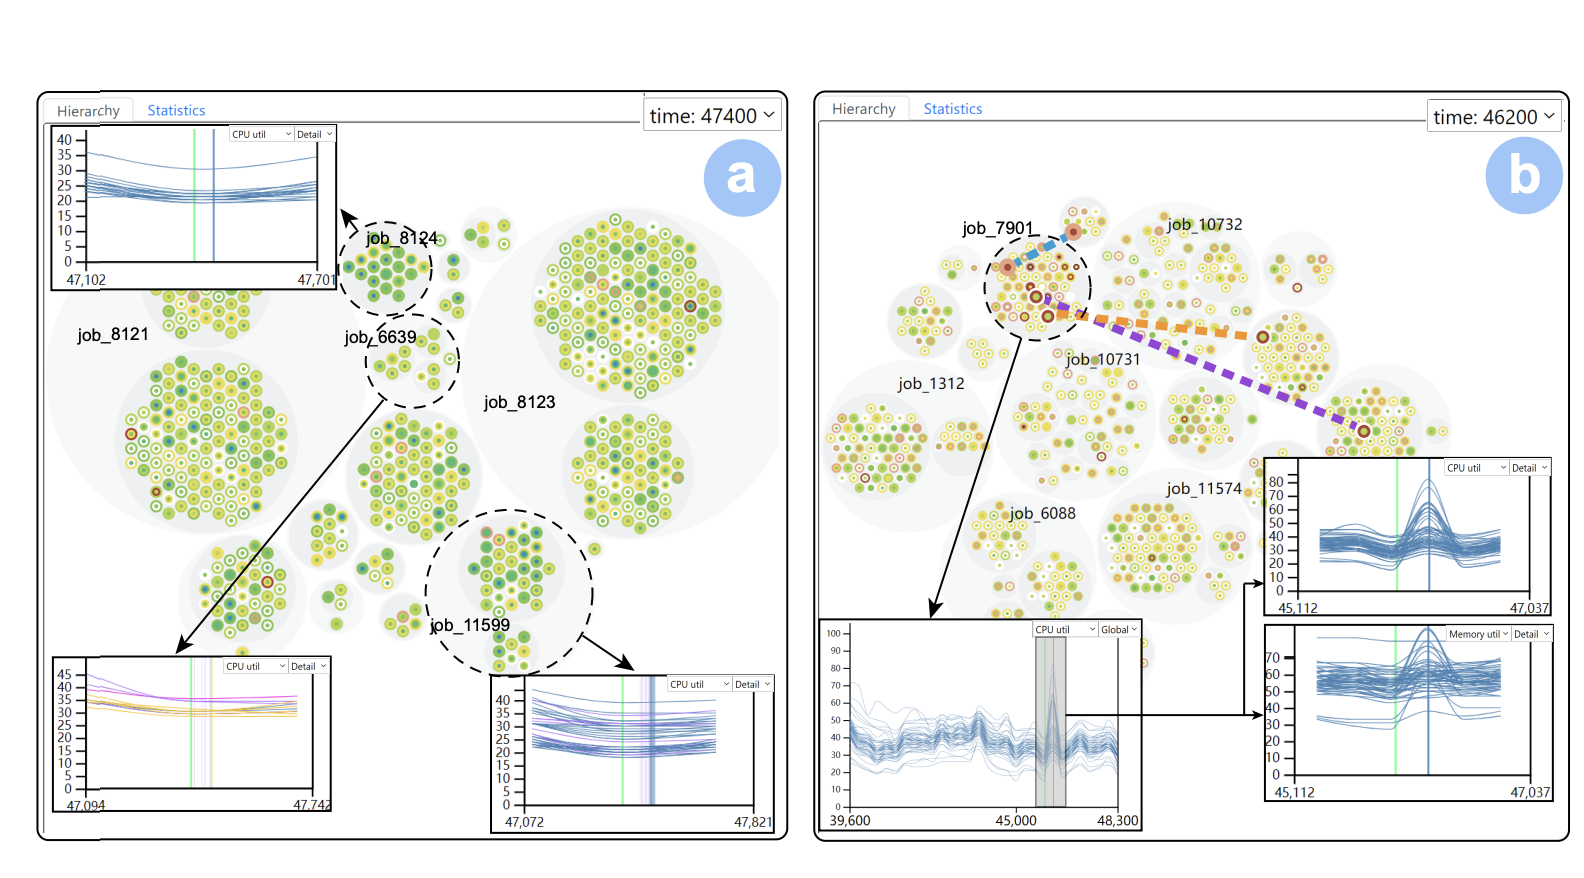 Hierarchy Statistics
time: 47400
a
CPU util Detail
40
35
30
25
20
15
10
5
0
47,102 47,701
job_8124
job_8121
job_6639
job_8123
job_11599
CPU util Detail
45
40
35
30
25
20
15
10
5
0
47,094 47,742
CPU util Detail
40
35
30
25
20
15
10
5
0
47,072 47,821
Hierarchy Statistics
time: 46200
b
job_7901
job_10732
job_10731
job_1312
job_11574
job_6088
CPU util Global
100
90
80
70
60
50
40
30
20
10
0
39,600 45,000 48,300
CPU util Detail
80
70
60
50
40
30
20
10
0
45,112 47,037
Memory util Detail
70
60
50
40
30
20
10
0
45,112 47,037